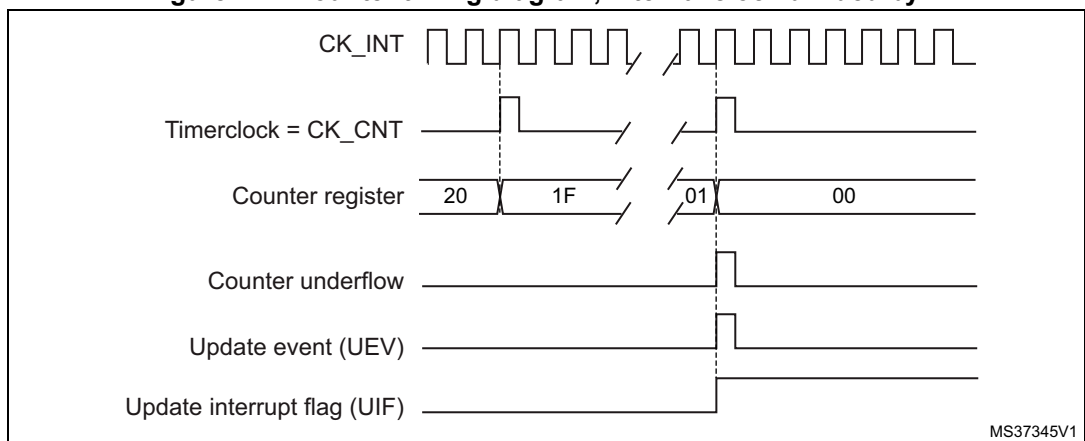 CK_INT
Timerclock = CK_CNT
Counter register 20 1F 01 00
Counter underflow
Update event (UEV)
Update interrupt flag (UIF)
MS37345V1